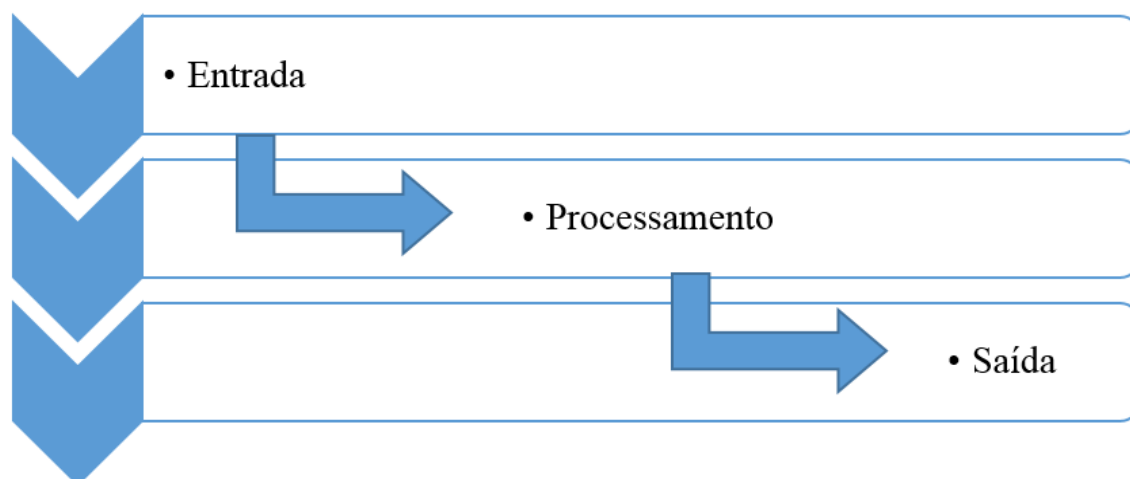 • Entrada
• Processamento
• Saída